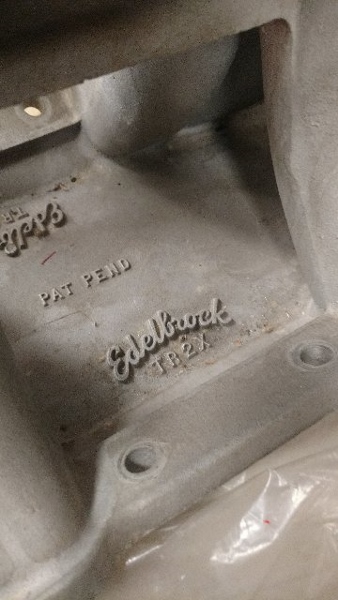 PAT PEND
Edelbrock
TR2X